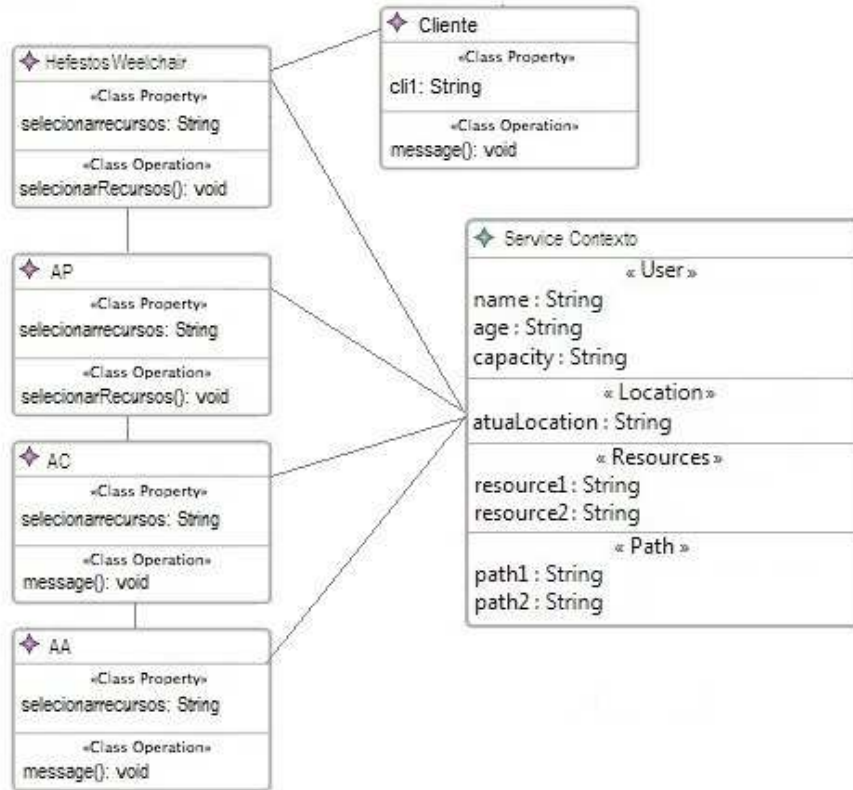 Cliente
«Class Property»
cli1: String
«Class Operation»
message(): void
Hefestos Weelchair
«Class Property»
selecionarrecursos: String
«Class Operation»
selecionarRecursos(): void
AP
«Class Property»
selecionarrecursos: String
«Class Operation»
selecionarRecursos(): void
AC
«Class Property»
selecionarrecursos: String
«Class Operation»
message(): void
AA
«Class Property»
selecionarrecursos: String
«Class Operation»
message(): void
Service Contexto
« User »
name : String
age : String
capacity : String
« Location »
atuaLocation : String
« Resources »
resource1 : String
resource2 : String
« Path »
path1 : String
path2 : String